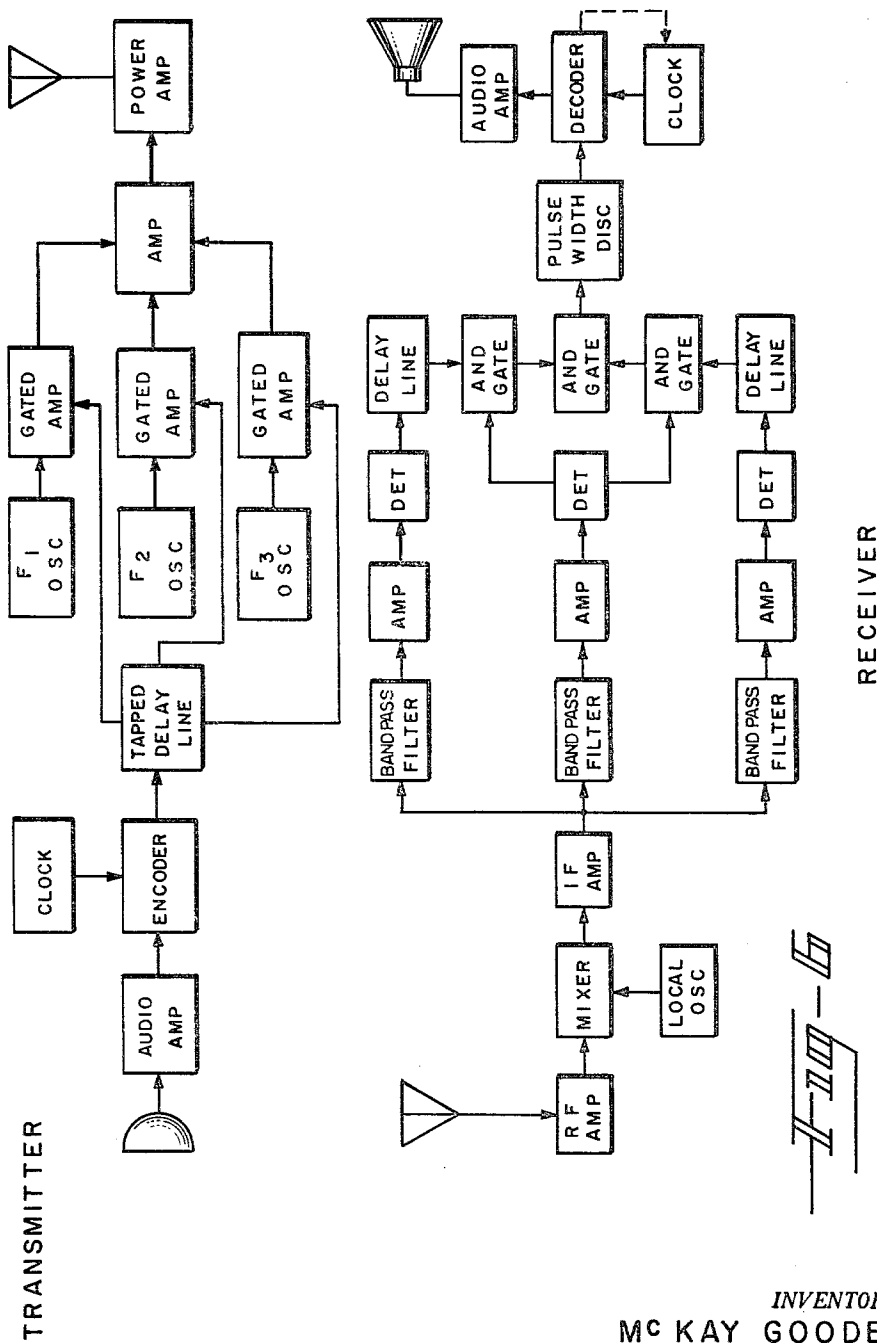 TRANSMITTER
AUDIO
AMP
CLOCK
ENCODER
TAPPED
DELAY
LINE
F1
OSC
F2
OSC
F3
OSC
GATED
AMP
GATED
AMP
GATED
AMP
AMP
POWER
AMP
RF
AMP
MIXER
LOCAL
OSC
IF
AMP
BAND PASS
FILTER
BAND PASS
FILTER
BAND PASS
FILTER
AMP
AMP
AMP
DET
DET
DET
DELAY
LINE
AND
GATE
AND
GATE
AND
GATE
DELAY
LINE
PULSE
WIDTH
DISC
DECODER
AUDIO
AMP
CLOCK
RECEIVER
INVENTOR
Mc KAY GOODE